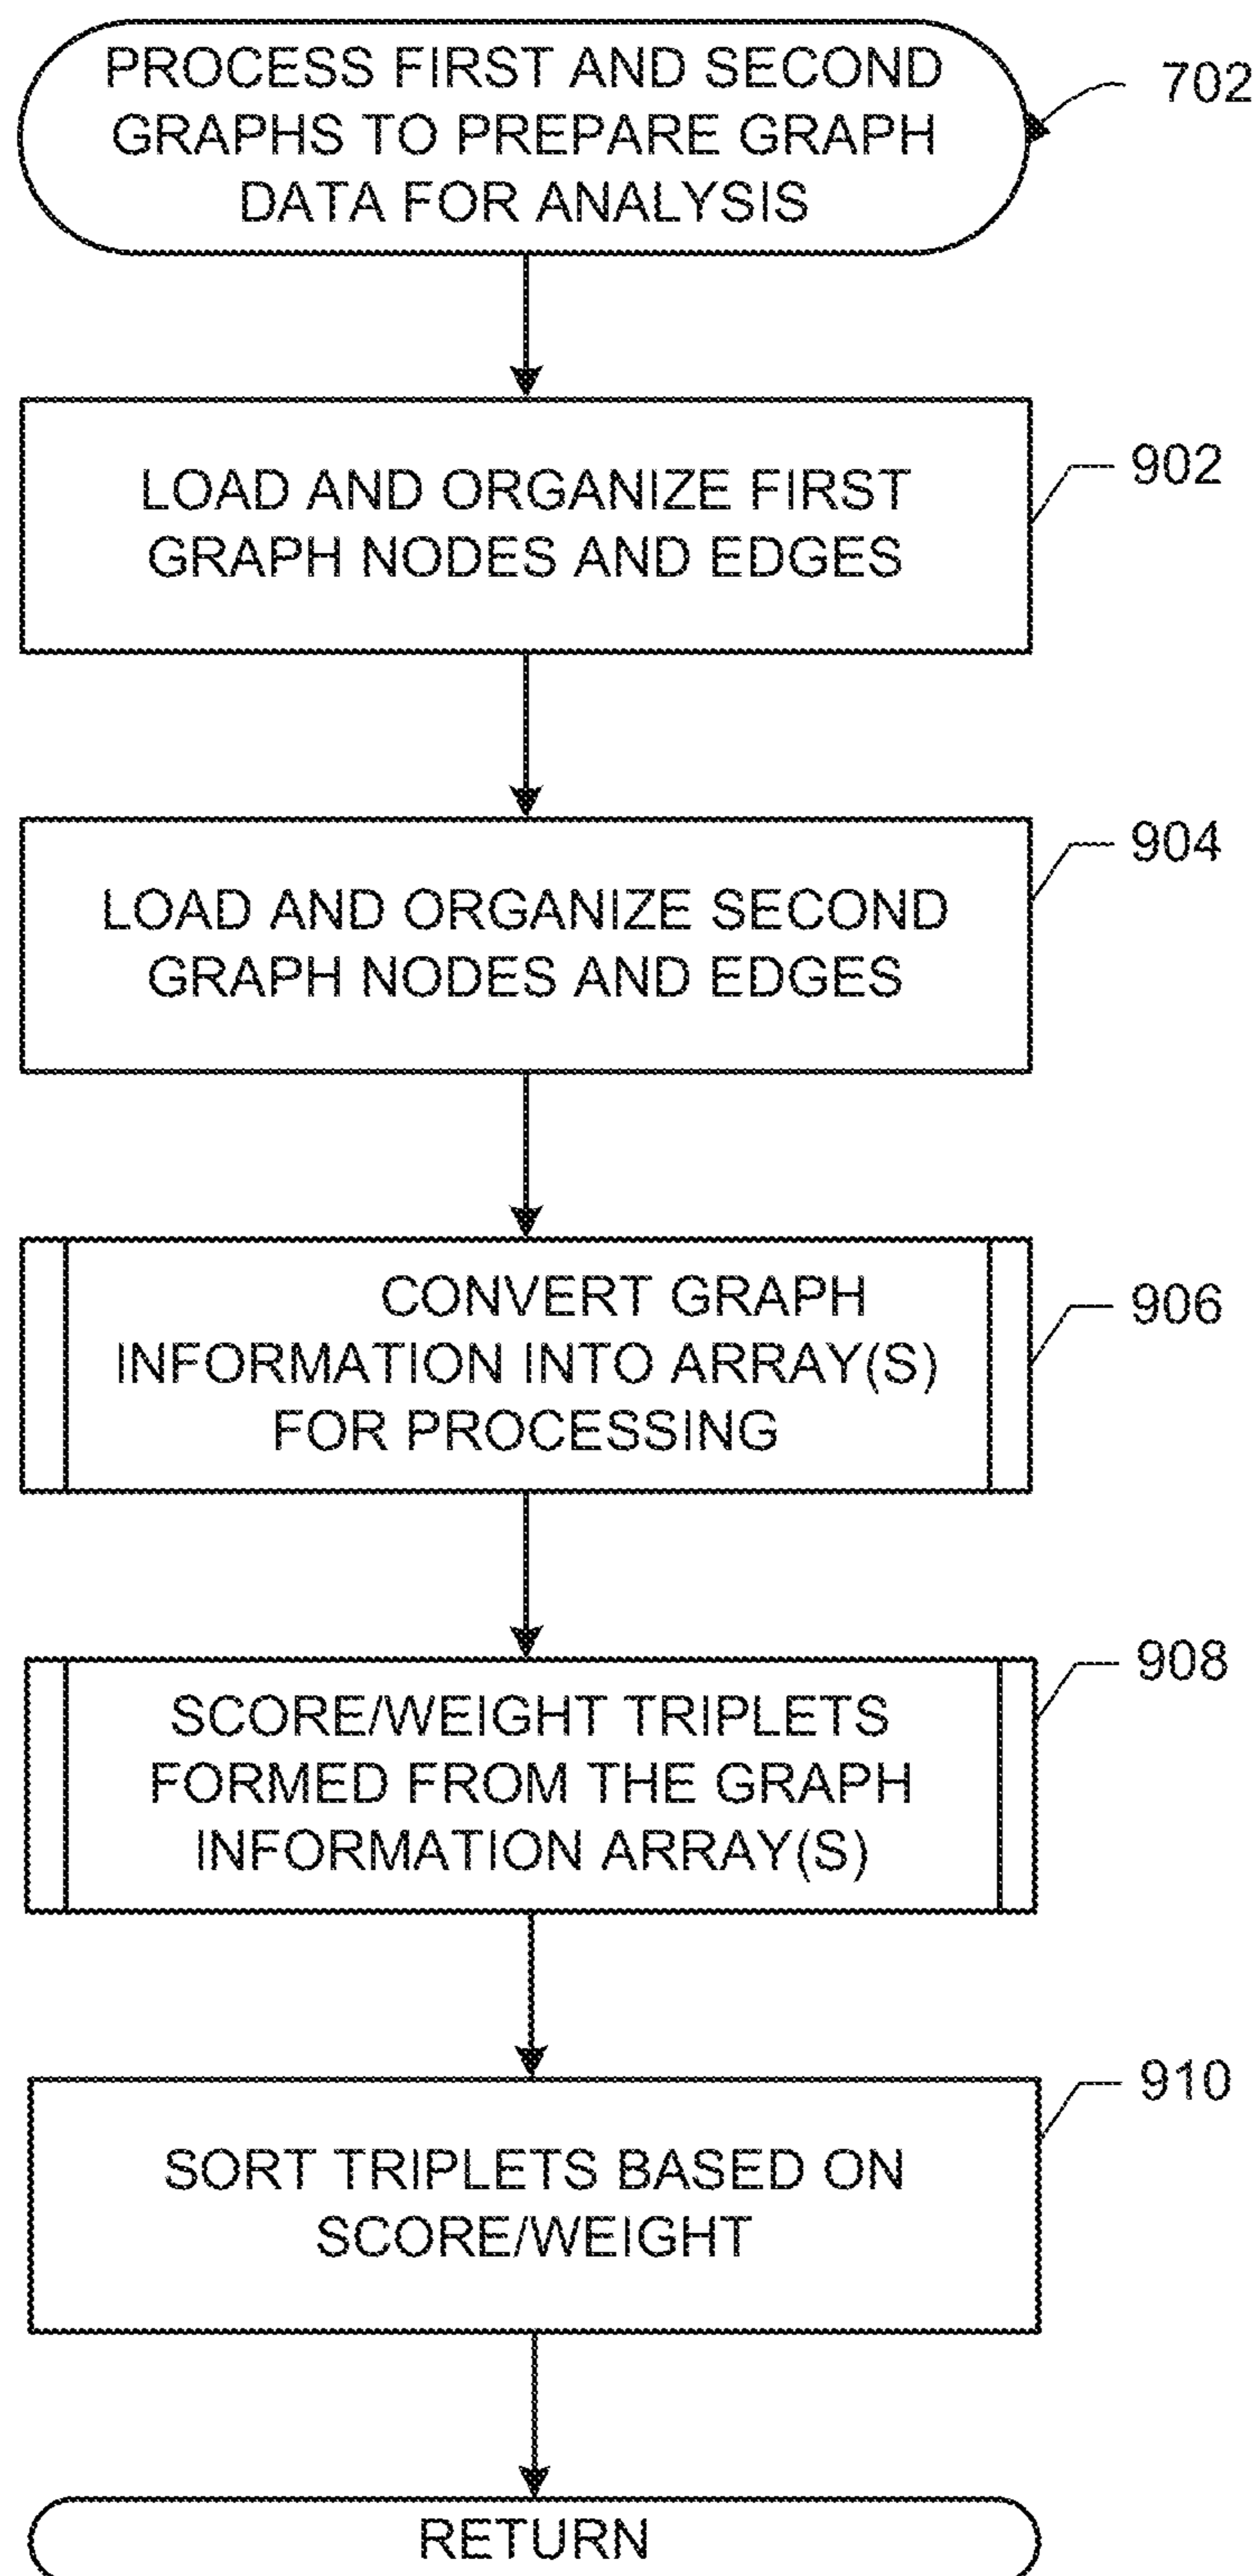 PROCESS FIRST AND SECOND
GRAPHS TO PREPARE GRAPH
DATA FOR ANALYSIS
702
LOAD AND ORGANIZE FIRST
GRAPH NODES AND EDGES
902
LOAD AND ORGANIZE SECOND
GRAPH NODES AND EDGES
904
CONVERT GRAPH
INFORMATION INTO ARRAY(S)
FOR PROCESSING
906
SCORE/WEIGHT TRIPLETS
FORMED FROM THE GRAPH
INFORMATION ARRAY(S)
908
SORT TRIPLETS BASED ON
SCORE/WEIGHT
910
RETURN